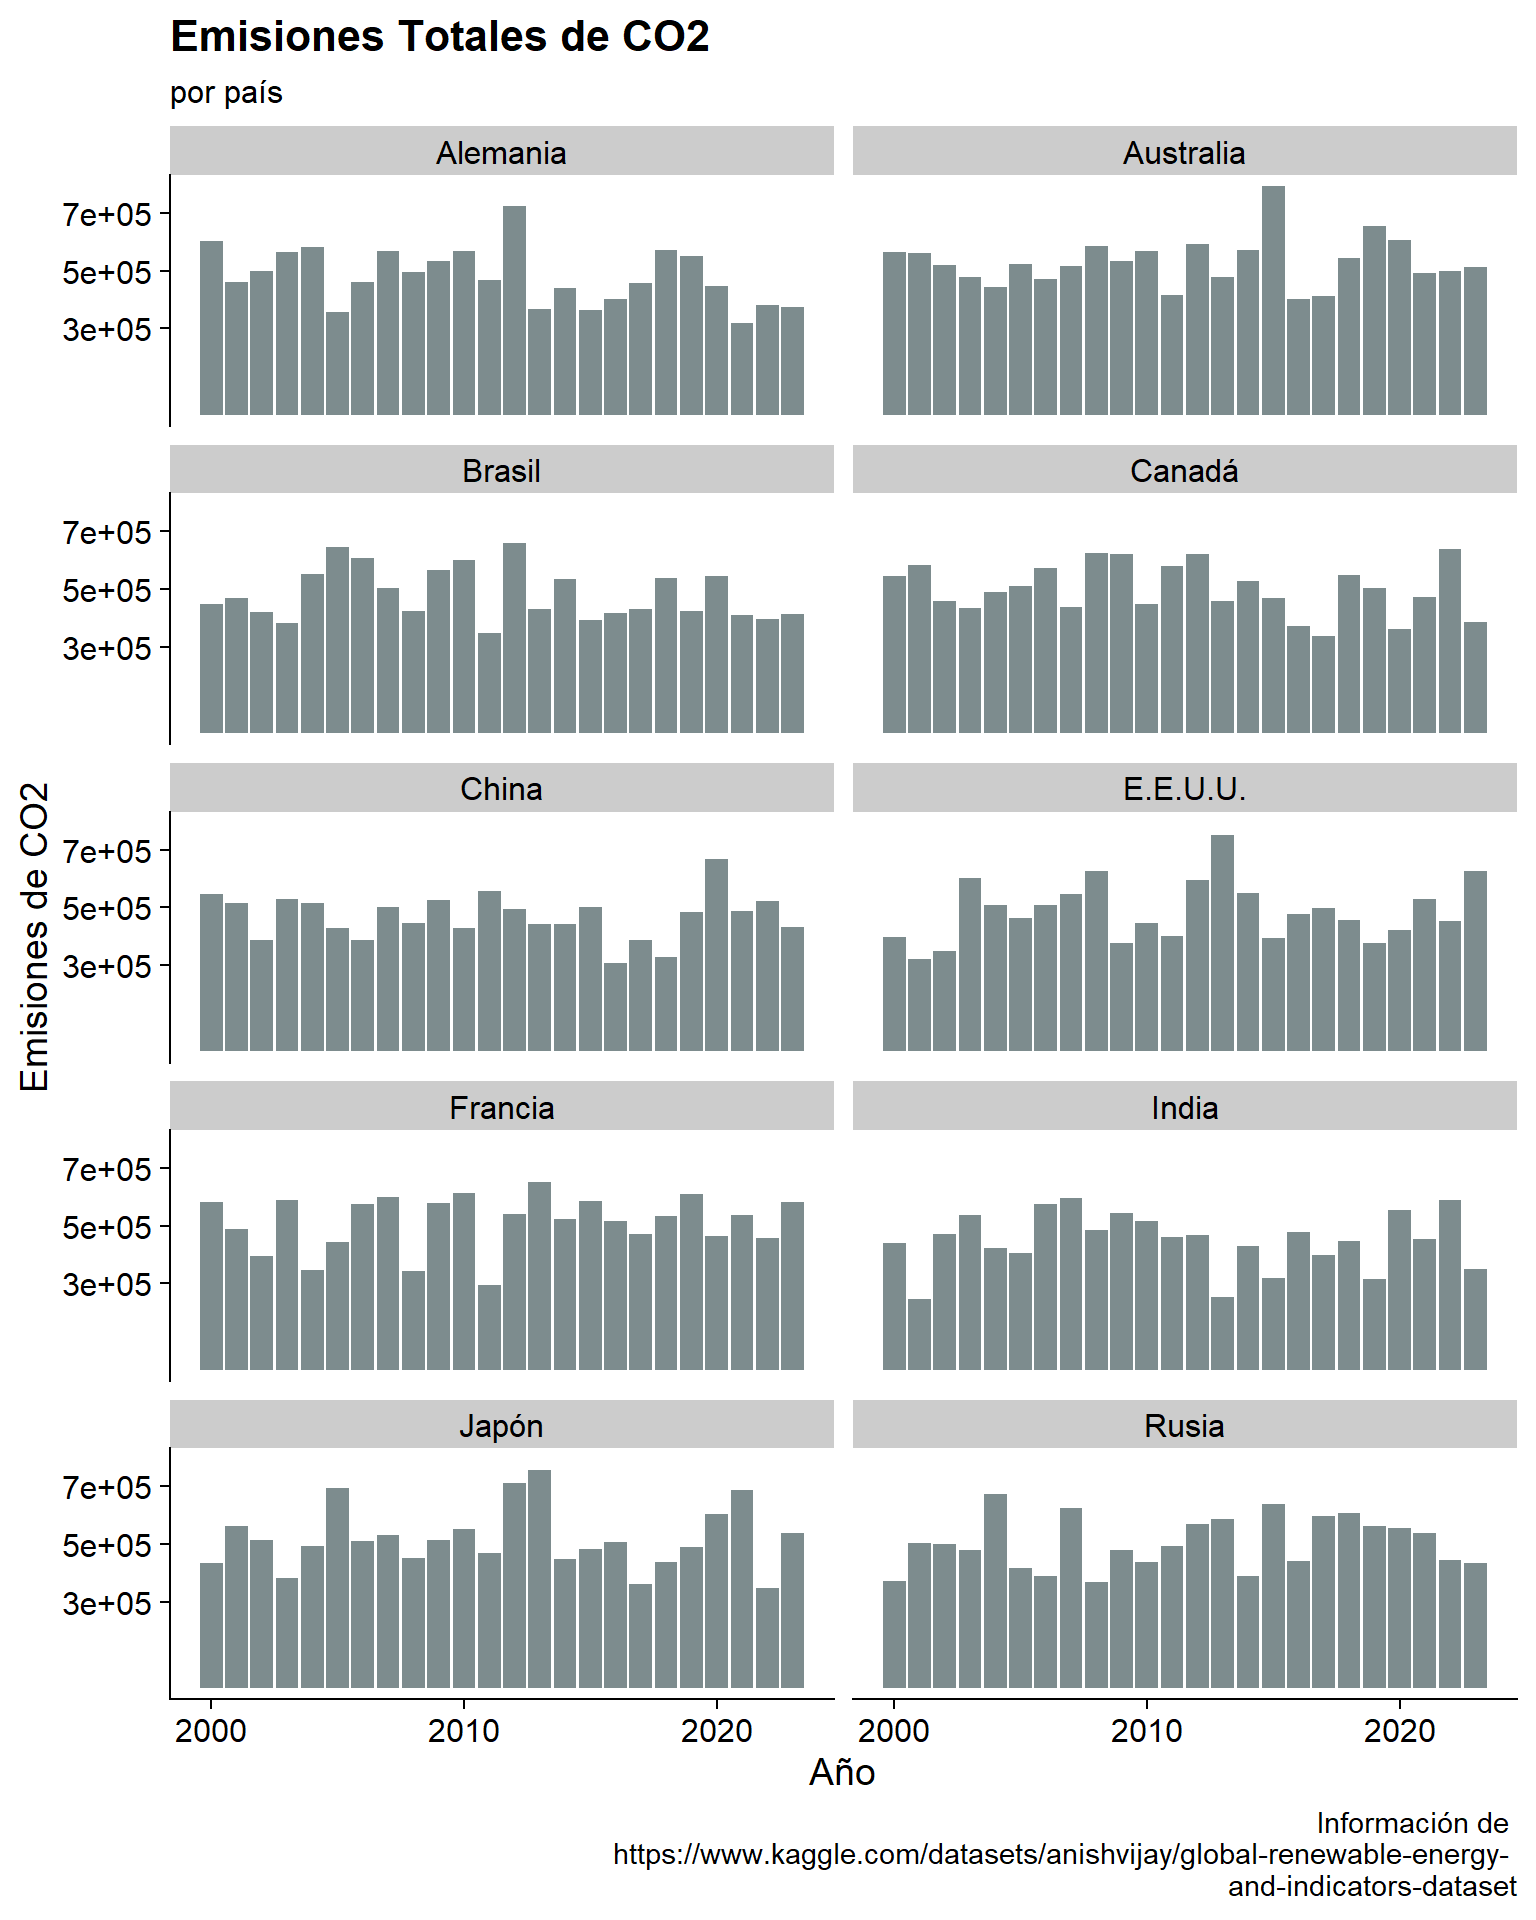 Emisiones Totales de CO2
por país
Alemania
Australia
7e+05
5e+05
3e+05
Brasil
Canadá
7e+05
5e+05
3e+05
China
E.E.U.U.
7e+05
5e+05
3e+05
Emisiones de CO2
Francia
India
7e+05
5e+05
3e+05
Japón
Rusia
7e+05
5e+05
3e+05
2000 2010 2020 2000 2010 2020
Año
Información de
https://www.kaggle.com/datasets/anishvijay/global-renewable-energy-
and-indicators-dataset